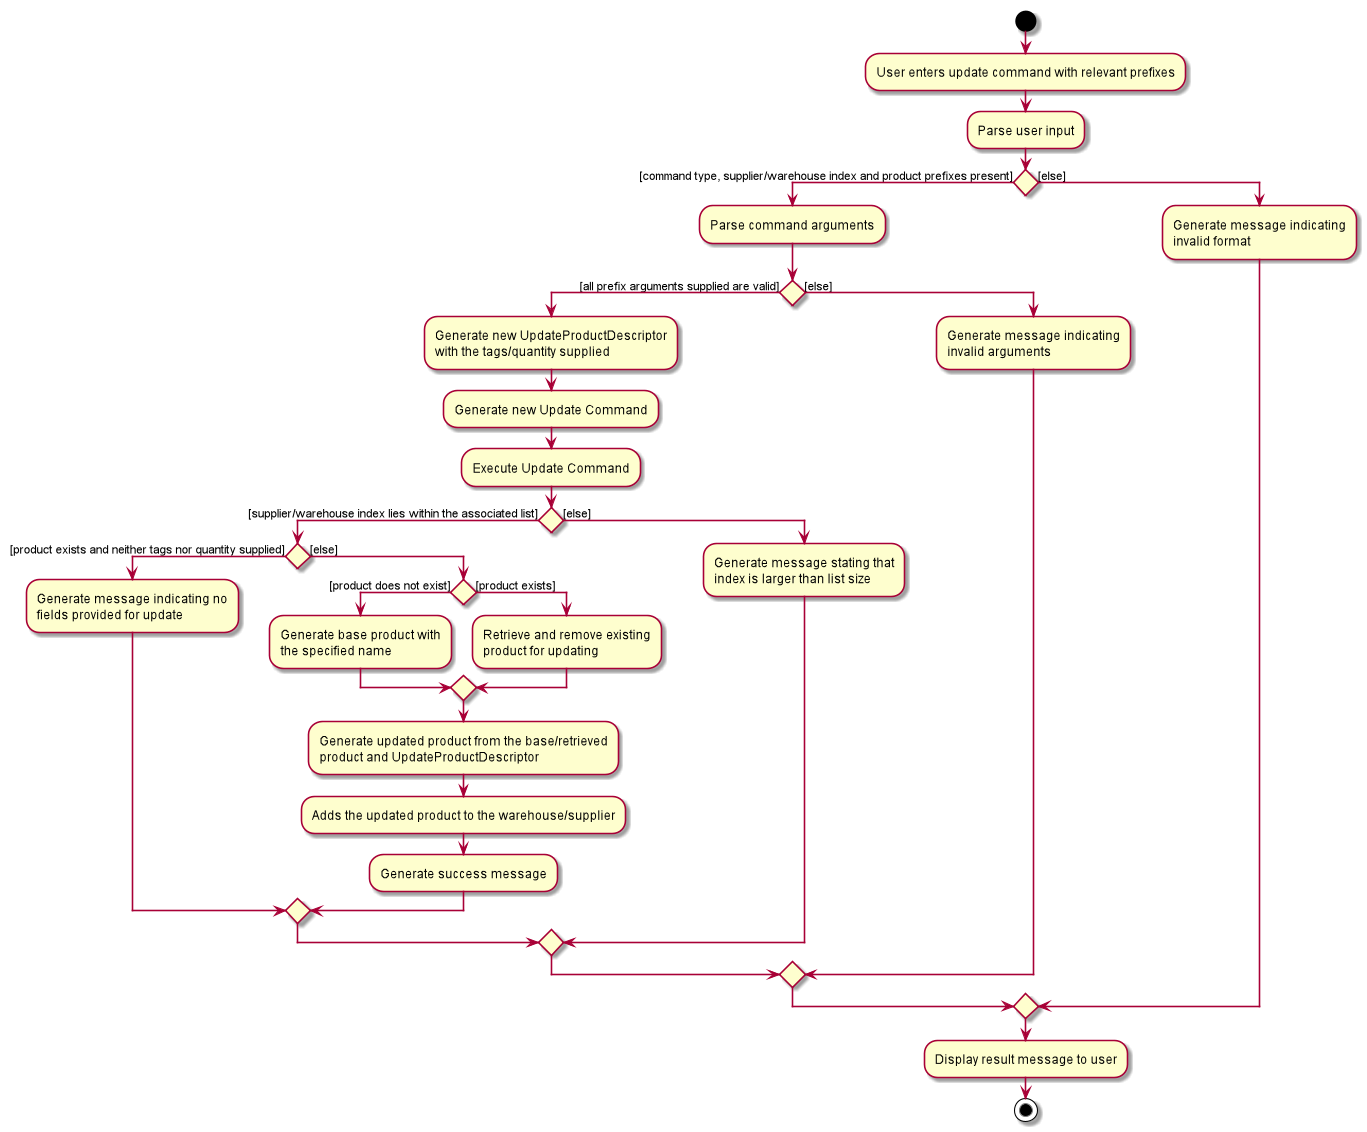 User enters update command with relevant prefixes
Parse user input
[command type, supplier/warehouse index and product prefixes present]
[else]
Parse command arguments
Generate message indicating
invalid format
[all prefix arguments supplied are valid]
[else]
Generate new UpdateProductDescriptor
with the tags/quantity supplied
Generate message indicating
invalid arguments
Generate new Update Command
Execute Update Command
[supplier/warehouse index lies within the associated list]
[else]
[product exists and neither tags nor quantity supplied]
[else]
Generate message stating that
index is larger than list size
Generate message indicating no
fields provided for update
[product does not exist]
[product exists]
Generate base product with
the specified name
Retrieve and remove existing
product for updating
Generate updated product from the base/retrieved
product and UpdateProductDescriptor
Adds the updated product to the warehouse/supplier
Generate success message
Display result message to user